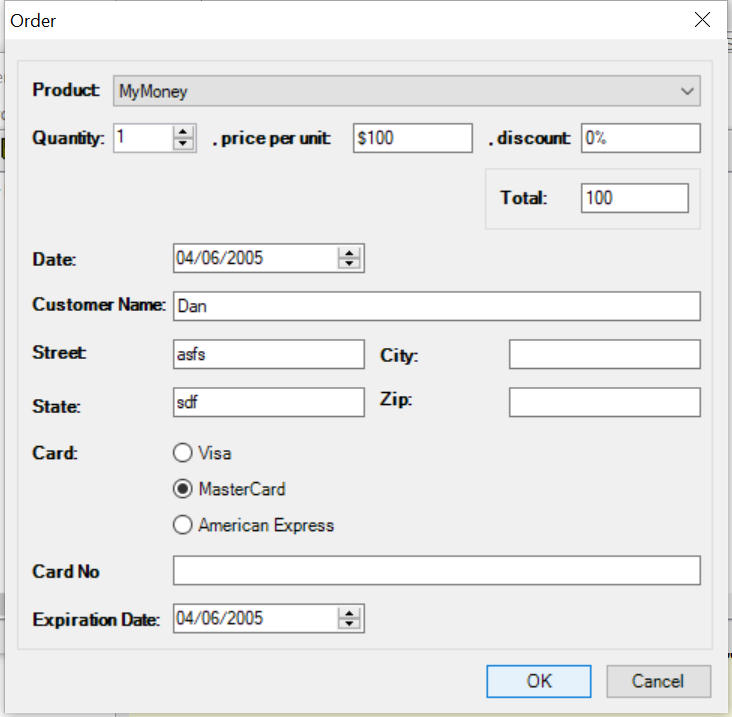 Order
Product: MyMoney
Quantity: 1 , price per unit: $100 , discount: 0%
Total: 100
Date: 04/06/2005
Customer Name: Dan
Street: asfs City:
State: sdf Zip:
Card: Visa
MasterCard
American Express
Card No
Expiration Date: 04/06/2005
OK Cancel